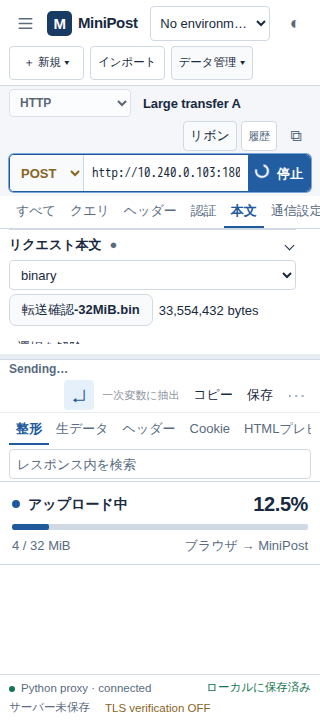 M MiniPost No environm…
＋ 新規 ▾ インポート データ管理 ▾
HTTP Large transfer A
リボン 履歴
POST http://10.240.0.103:180 停止
すべて クエリ ヘッダー 認証 本文 通信設定
リクエスト本文
binary
転送確認-32MiB.bin 33,554,432 bytes
Sending…
一次変数に抽出 コピー 保存 ···
整形 生データ ヘッダー Cookie HTMLプレ
レスポンス内を検索
アップロード中 12.5%
4 / 32 MiB ブラウザ → MiniPost
Python proxy · connected ローカルに保存済み
サーバー未保存 TLS verification OFF